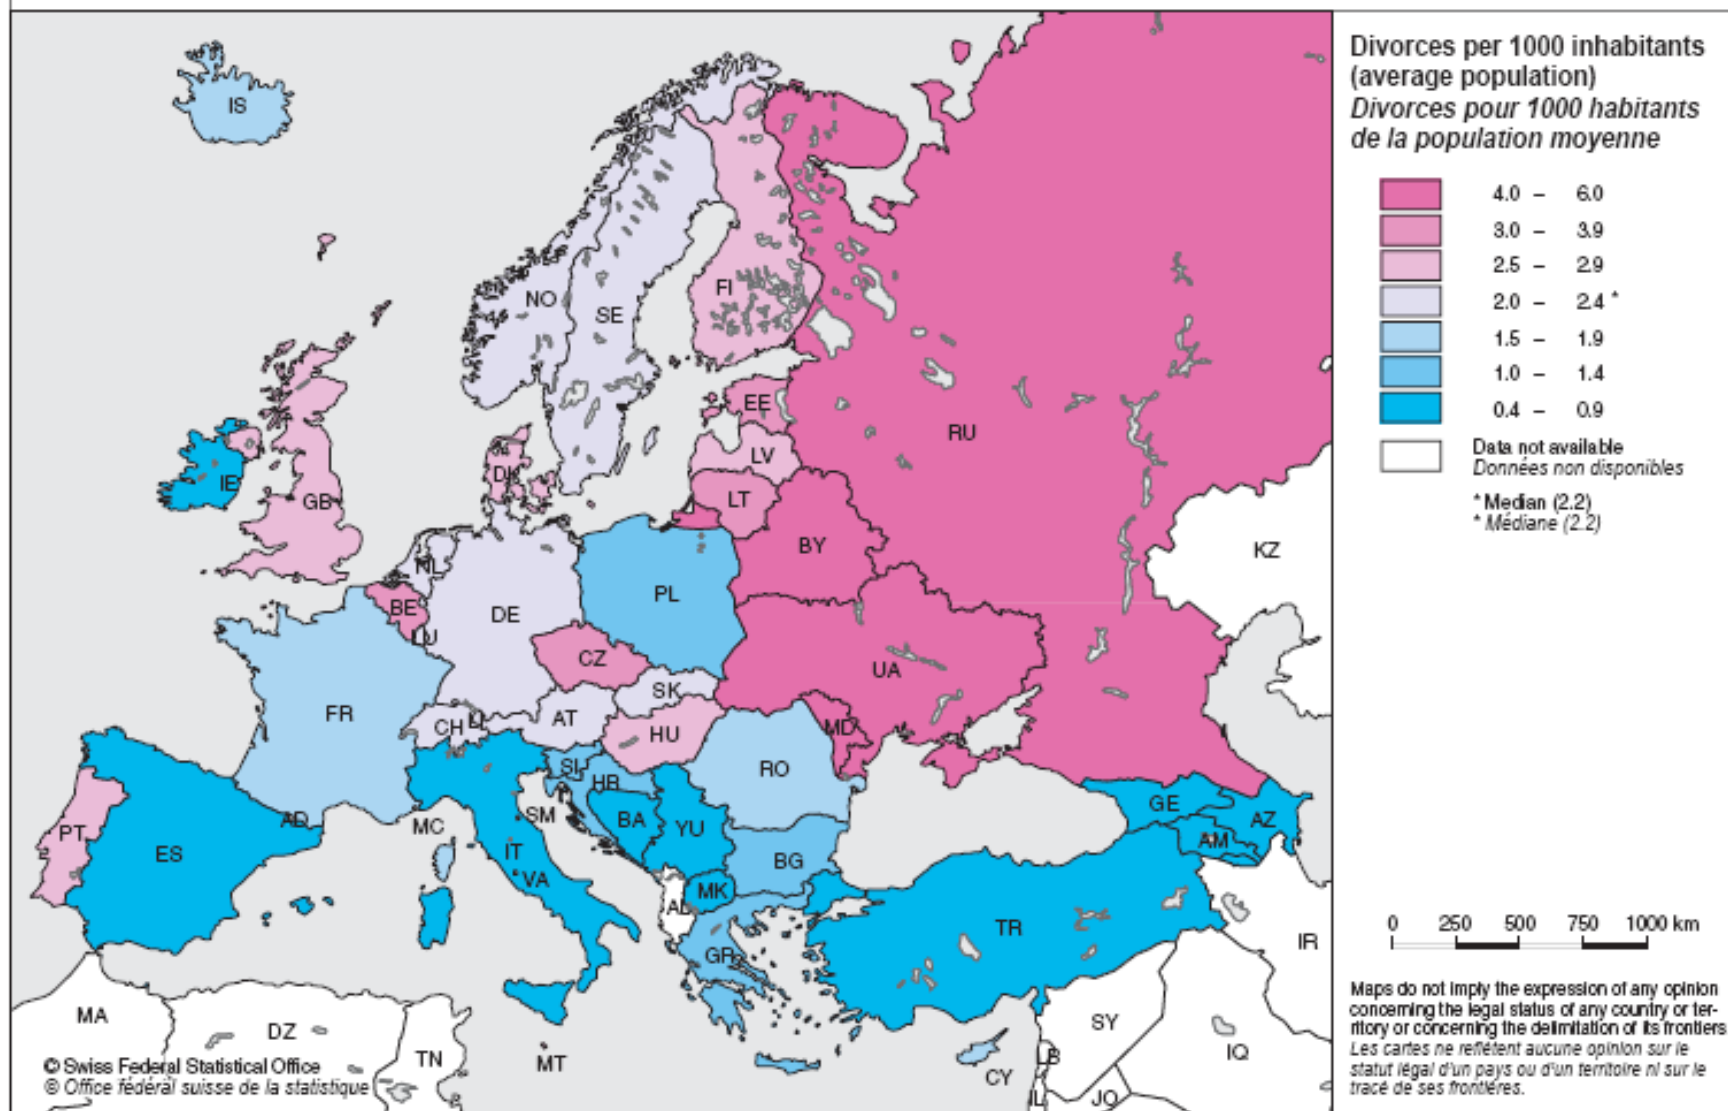 Divorces per 1000 inhabitants
(average population)
Divorces pour 1000 habitants
de la population moyenne
4.0 – 6.0
3.0 – 3.9
2.5 – 2.9
2.0 – 2.4 *
1.5 – 1.9
1.0 – 1.4
0.4 – 0.9
Data not available
Données non disponibles
* Median (2.2)
* Médiane (2.2)
0 250 500 750 1000 km
Maps do not imply the expression of any opinion
concerning the legal status of any country or ter-
ritory or concerning the delimitation of its frontiers
Les cartes ne reflétent aucune opinion sur le
statut légal d'un pays ou d'un territoire ni sur le
tracé de ses frontiéres.
IS
NO
SE
FI
RU
EE
LV
LT
DK
IE
GB
BY
KZ
NL
PL
BE
DE
LU
CZ
UA
SK
FR
CH
LI
AT
HU
MD
SI
HR
RO
AD
MC
SM
BA
YU
GE
AZ
PT
ES
IT
BG
AM
VA
MK
AL
TR
GR
IR
MA
DZ
TN
MT
CY
SY
LB
IQ
IL
JO
© Swiss Federal Statistical Office
© Office fédéral suisse de la statistique